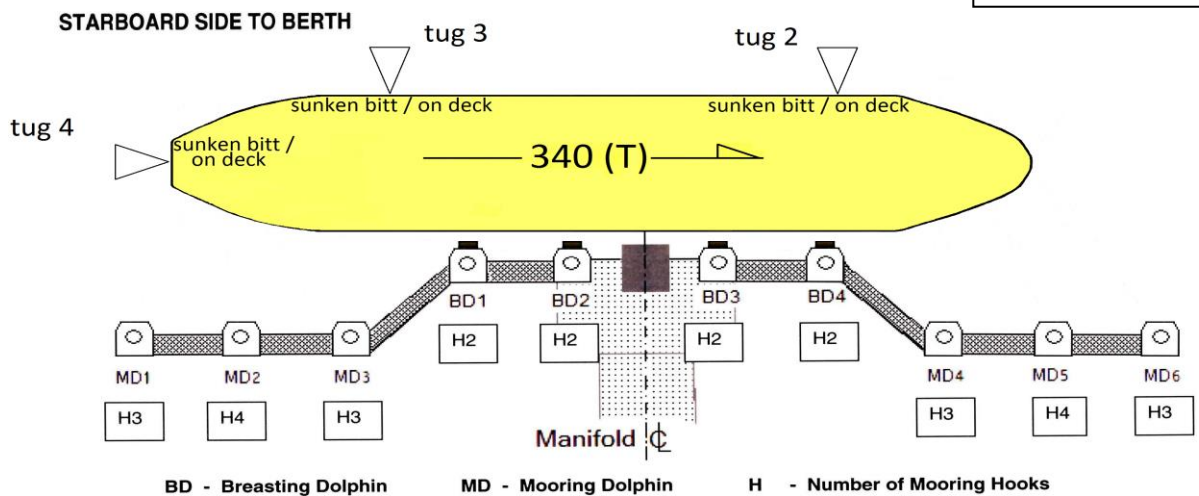 STARBOARD SIDE TO BERTH
tug 3
tug 2
sunken bitt / on deck
sunken bitt / on deck
tug 4
sunken bitt /
on deck
340 (T)
BD1
BD2
BD3
BD4
H2
H2
H2
H2
MD1
MD2
MD3
MD4
MD5
MD6
H3
H4
H3
H3
H4
H3
Manifold ℄
BD - Breasting Dolphin MD - Mooring Dolphin H - Number of Mooring Hooks